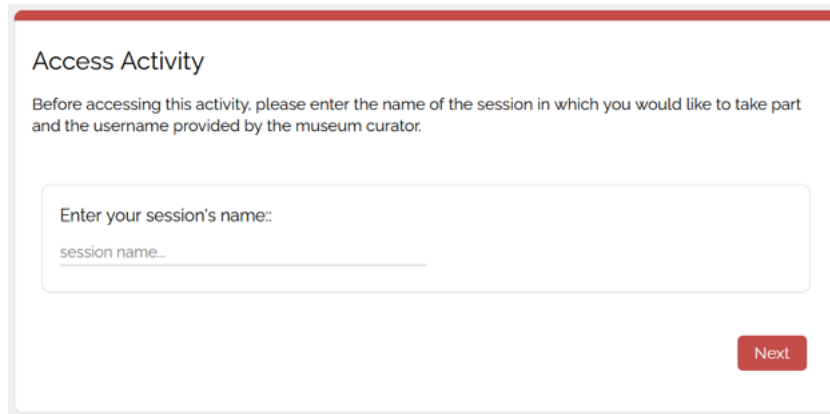 Access Activity
Before accessing this activity, please enter the name of the session in which you would like to take part
and the username provided by the museum curator.
Enter your session's name::
session name...
Next